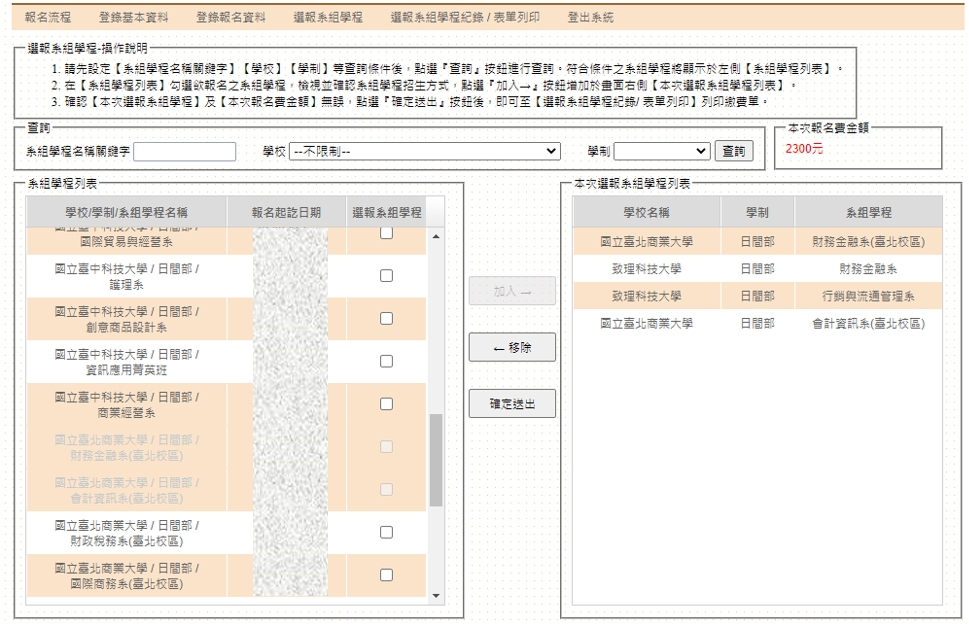 報名流程 登錄基本資料 登錄報名資料 選報系組學程 選報系組學程紀錄 / 表單列印 登出系統
選報系組學程-操作說明
1. 請先設定【系組學程名稱關鍵字】【學校】【學制】等查詢條件後，點選『查詢』按鈕進行查詢。符合條件之系組學程將顯示於左側【系組學程列表】。
2. 在【系組學程列表】勾選欲報名之系組學程，檢視並確認系組學程招生方式，點選『加入→』按鈕增加於畫面右側【本次選報系組學程列表】。
3. 確認【本次選報系組學程】及【本次報名費金額】無誤，點選『確定送出』按鈕後，即可至【選報系組學程紀錄/ 表單列印】列印繳費單。
查詢
系組學程名稱關鍵字 學校 --不限制-- 學制 查詢
本次報名費金額
2300元
系組學程列表
學校/學制/系組學程名稱 報名起訖日期 選報系組學程
國立臺中科技大學 / 日間部 /
國際貿易與經營系
國立臺中科技大學 / 日間部 /
護理系
國立臺中科技大學 / 日間部 /
創意商品設計系
國立臺中科技大學 / 日間部 /
資訊應用菁英班
國立臺中科技大學 / 日間部 /
商業經營系
國立臺北商業大學 / 日間部 /
財務金融系(臺北校區)
國立臺北商業大學 / 日間部 /
會計資訊系(臺北校區)
國立臺北商業大學 / 日間部 /
財政稅務系(臺北校區)
國立臺北商業大學 / 日間部 /
國際商務系(臺北校區)
加入 →
← 移除
確定送出
本次選報系組學程列表
學校名稱 學制 系組學程
國立臺北商業大學 日間部 財務金融系(臺北校區)
致理科技大學 日間部 財務金融系
致理科技大學 日間部 行銷與流通管理系
國立臺北商業大學 日間部 會計資訊系(臺北校區)